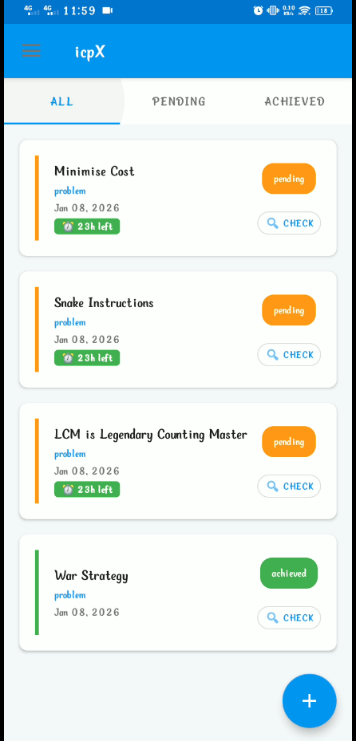 4G 4G 11:59 0.10 KB/s 18
icpX
ALL PENDING ACHIEVED
Minimise Cost
pending
problem
Jan 08, 2026
CHECK
23h left
Snake Instructions
pending
problem
Jan 08, 2026
CHECK
23h left
LCM is Legendary Counting Master
pending
problem
Jan 08, 2026
CHECK
23h left
War Strategy
achieved
problem
Jan 08, 2026
CHECK
+